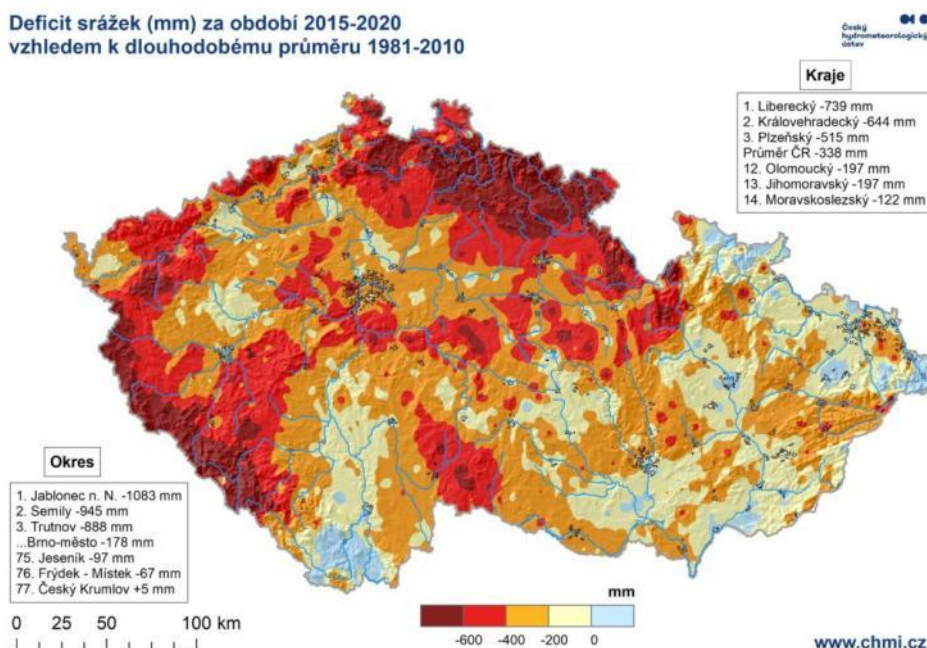 Deficit srážek (mm) za období 2015-2020
vzhledem k dlouhodobému průměru 1981-2010
Český
hydrometeorologický
ústav
Kraje
1. Liberecký -739 mm
2. Královehradecký -644 mm
3. Plzeňský -515 mm
Průměr ČR -338 mm
12. Olomoucký -197 mm
13. Jihomoravský -197 mm
14. Moravskoslezský -122 mm
Okres
1. Jablonec n. N. -1083 mm
2. Semily -945 mm
3. Trutnov -888 mm
...Brno-město -178 mm
75. Jeseník -97 mm
76. Frýdek - Místek -67 mm
77. Český Krumlov +5 mm
0 25 50 100 km
mm
-600 -400 -200 0
www.chmi.cz